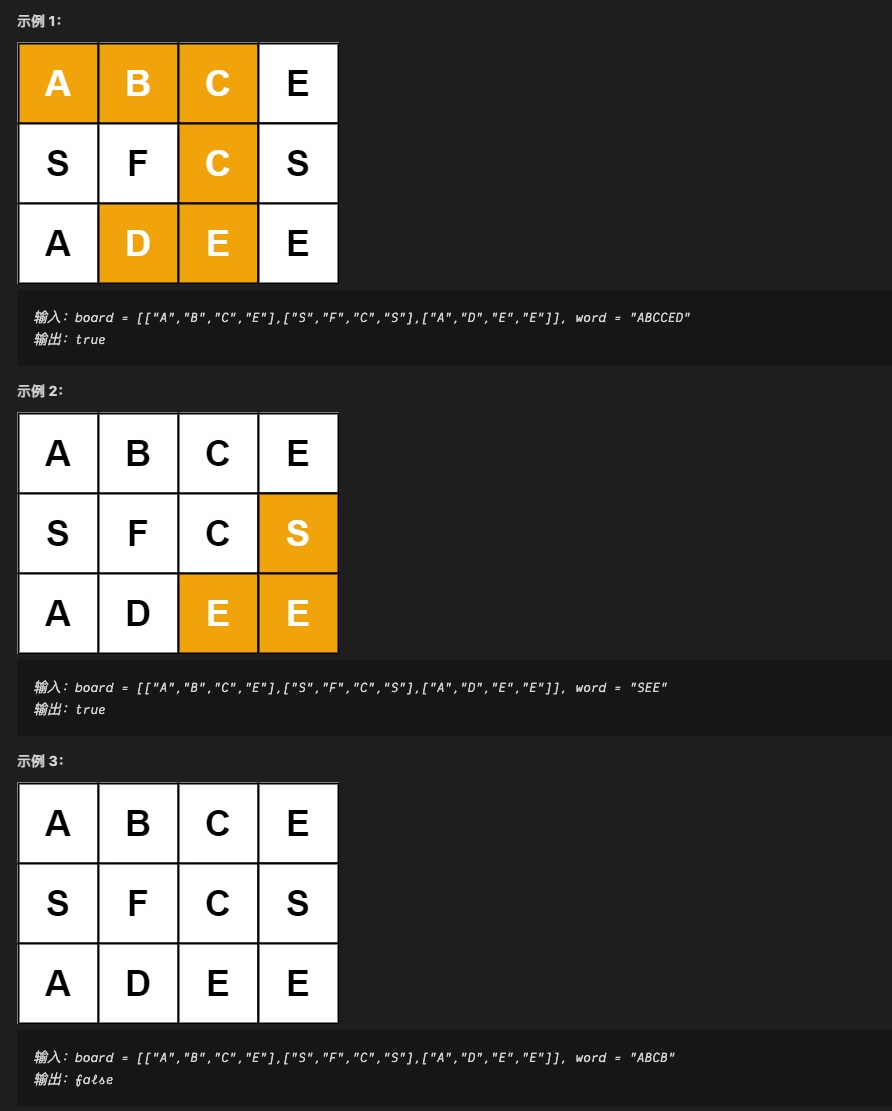 示例 1：
A B C E
S F C S
A D E E
输入：board = [["A","B","C","E"],["S","F","C","S"],["A","D","E","E"]], word = "ABCCED"
输出：true
示例 2：
A B C E
S F C S
A D E E
输入：board = [["A","B","C","E"],["S","F","C","S"],["A","D","E","E"]], word = "SEE"
输出：true
示例 3：
A B C E
S F C S
A D E E
输入：board = [["A","B","C","E"],["S","F","C","S"],["A","D","E","E"]], word = "ABCB"
输出：false